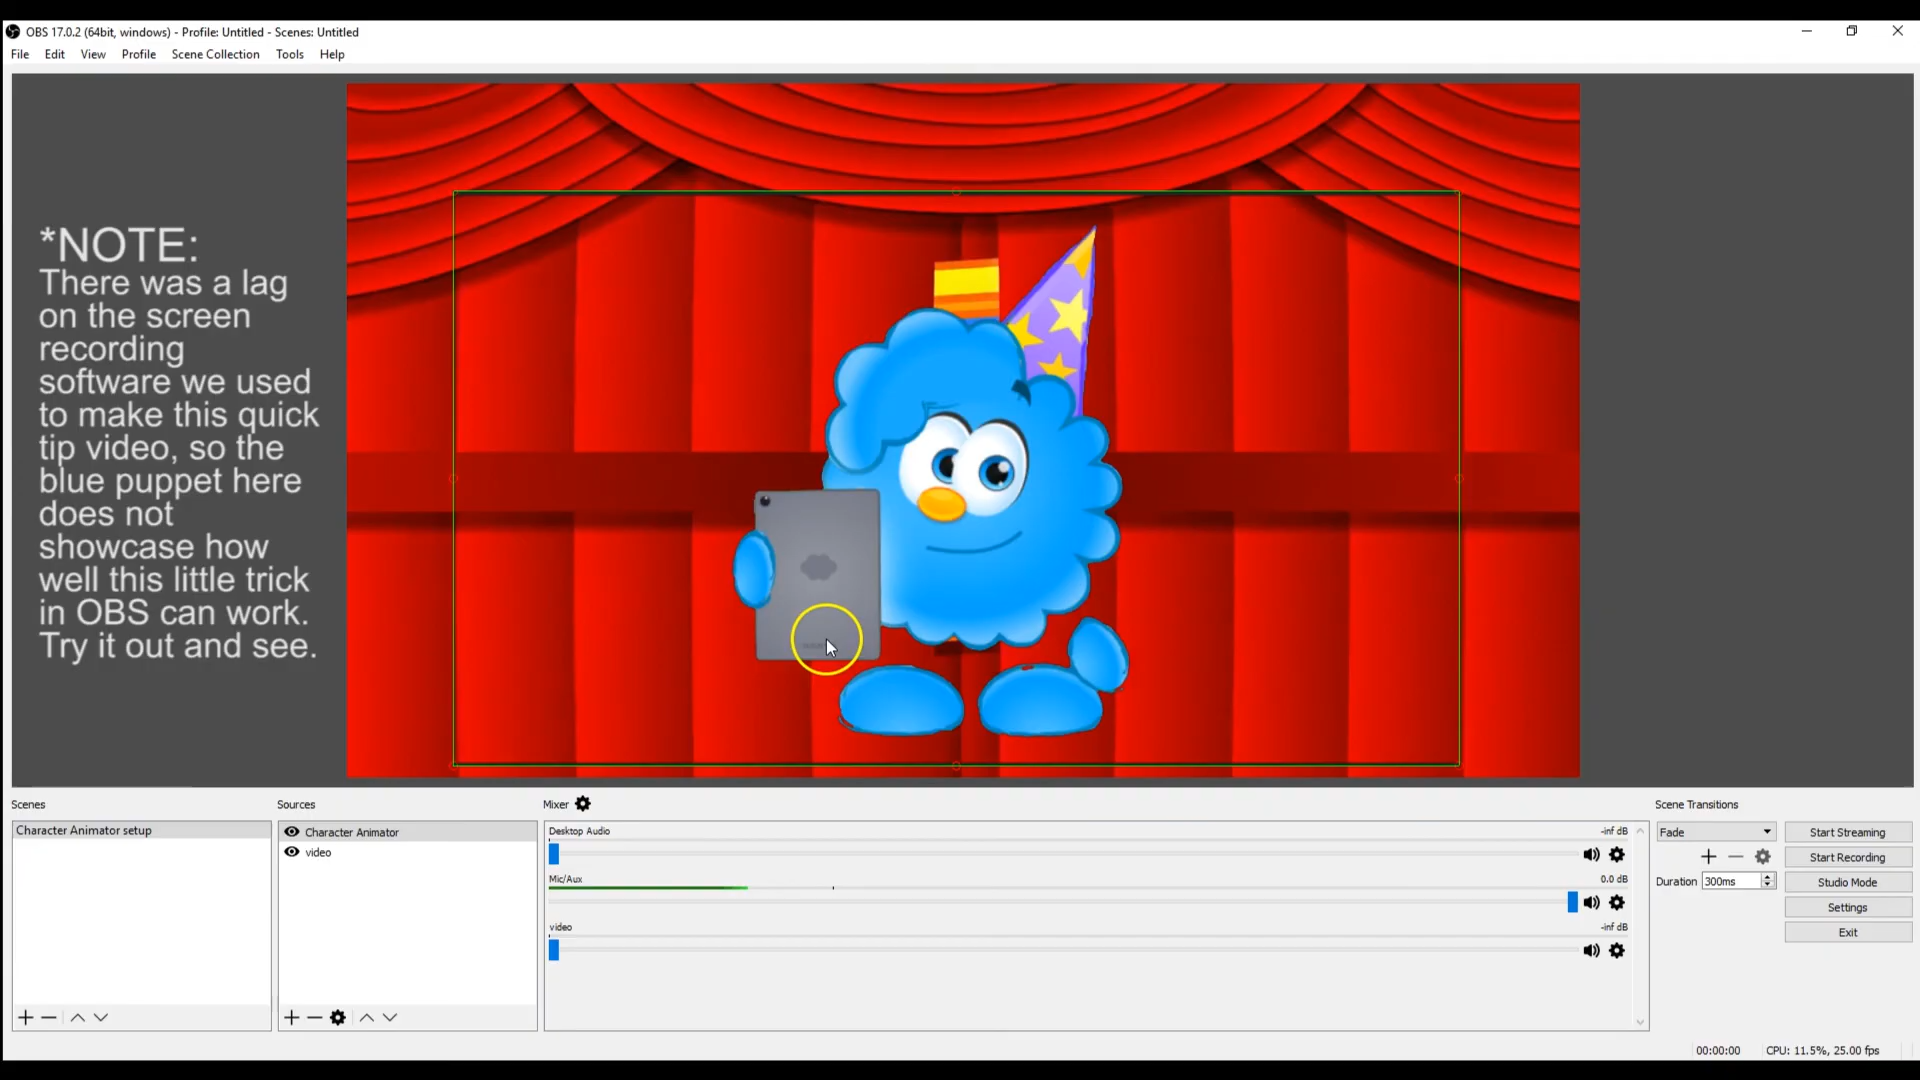 OBS 17.0.2 (64bit, windows) - Profile: Untitled - Scenes: Untitled
File Edit View Profile Scene Collection Tools Help
*NOTE:
There was a lag
on the screen
recording
software we used
to make this quick
tip video, so the
blue puppet here
does not
showcase how
well this little trick
in OBS can work.
Try it out and see.
Scenes
Character Animator setup
Sources
Character Animator
video
Mixer
Desktop Audio -inf dB
Mic/Aux 0.0 dB
video -inf dB
Scene Transitions
Fade
Duration 300ms
Start Streaming
Start Recording
Studio Mode
Settings
Exit
00:00:00 CPU: 11.5%, 25.00 fps